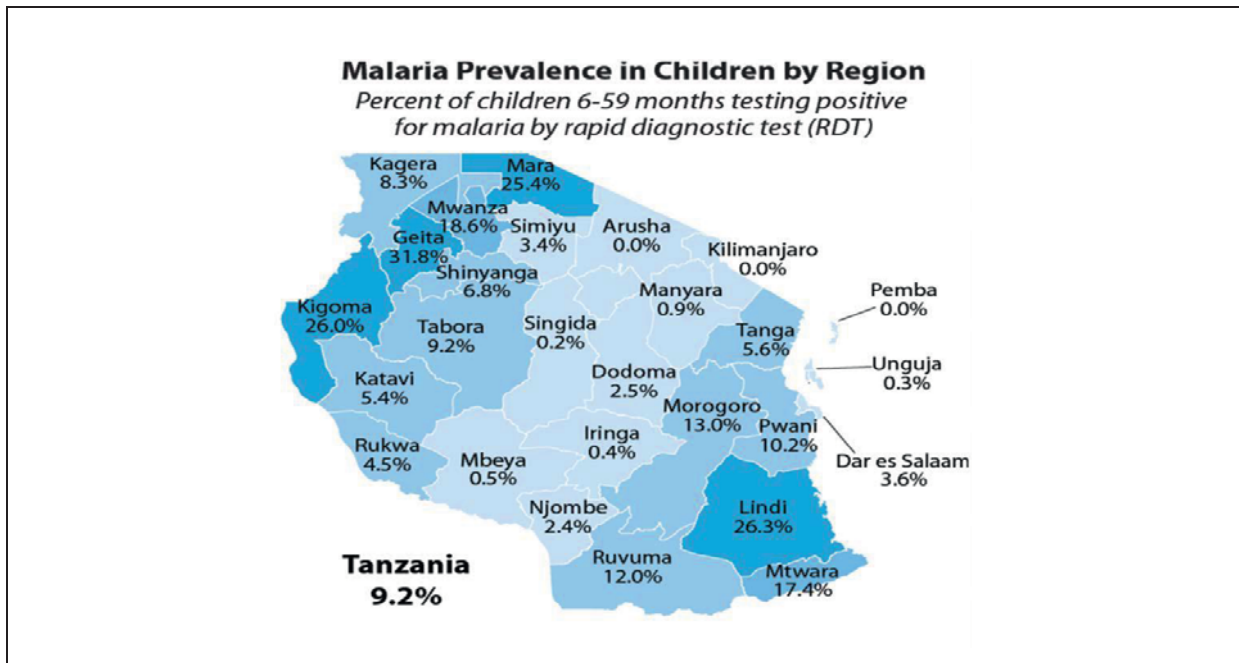 Malaria Prevalence in Children by Region
Percent of children 6-59 months testing positive
for malaria by rapid diagnostic test (RDT)
Kagera
8.3%
Mara
25.4%
Mwanza
18.6%
Simiyu
3.4%
Arusha
0.0%
Kilimanjaro
0.0%
Geita
31.8%
Shinyanga
6.8%
Pemba
0.0%
Kigoma
26.0%
Tabora
9.2%
Singida
0.2%
Manyara
0.9%
Tanga
5.6%
Unguja
0.3%
Katavi
5.4%
Dodoma
2.5%
Morogoro
13.0%
Pwani
10.2%
Dar es Salaam
3.6%
Rukwa
4.5%
Mbeya
0.5%
Iringa
0.4%
Njombe
2.4%
Lindi
26.3%
Ruvuma
12.0%
Mtwara
17.4%
Tanzania
9.2%